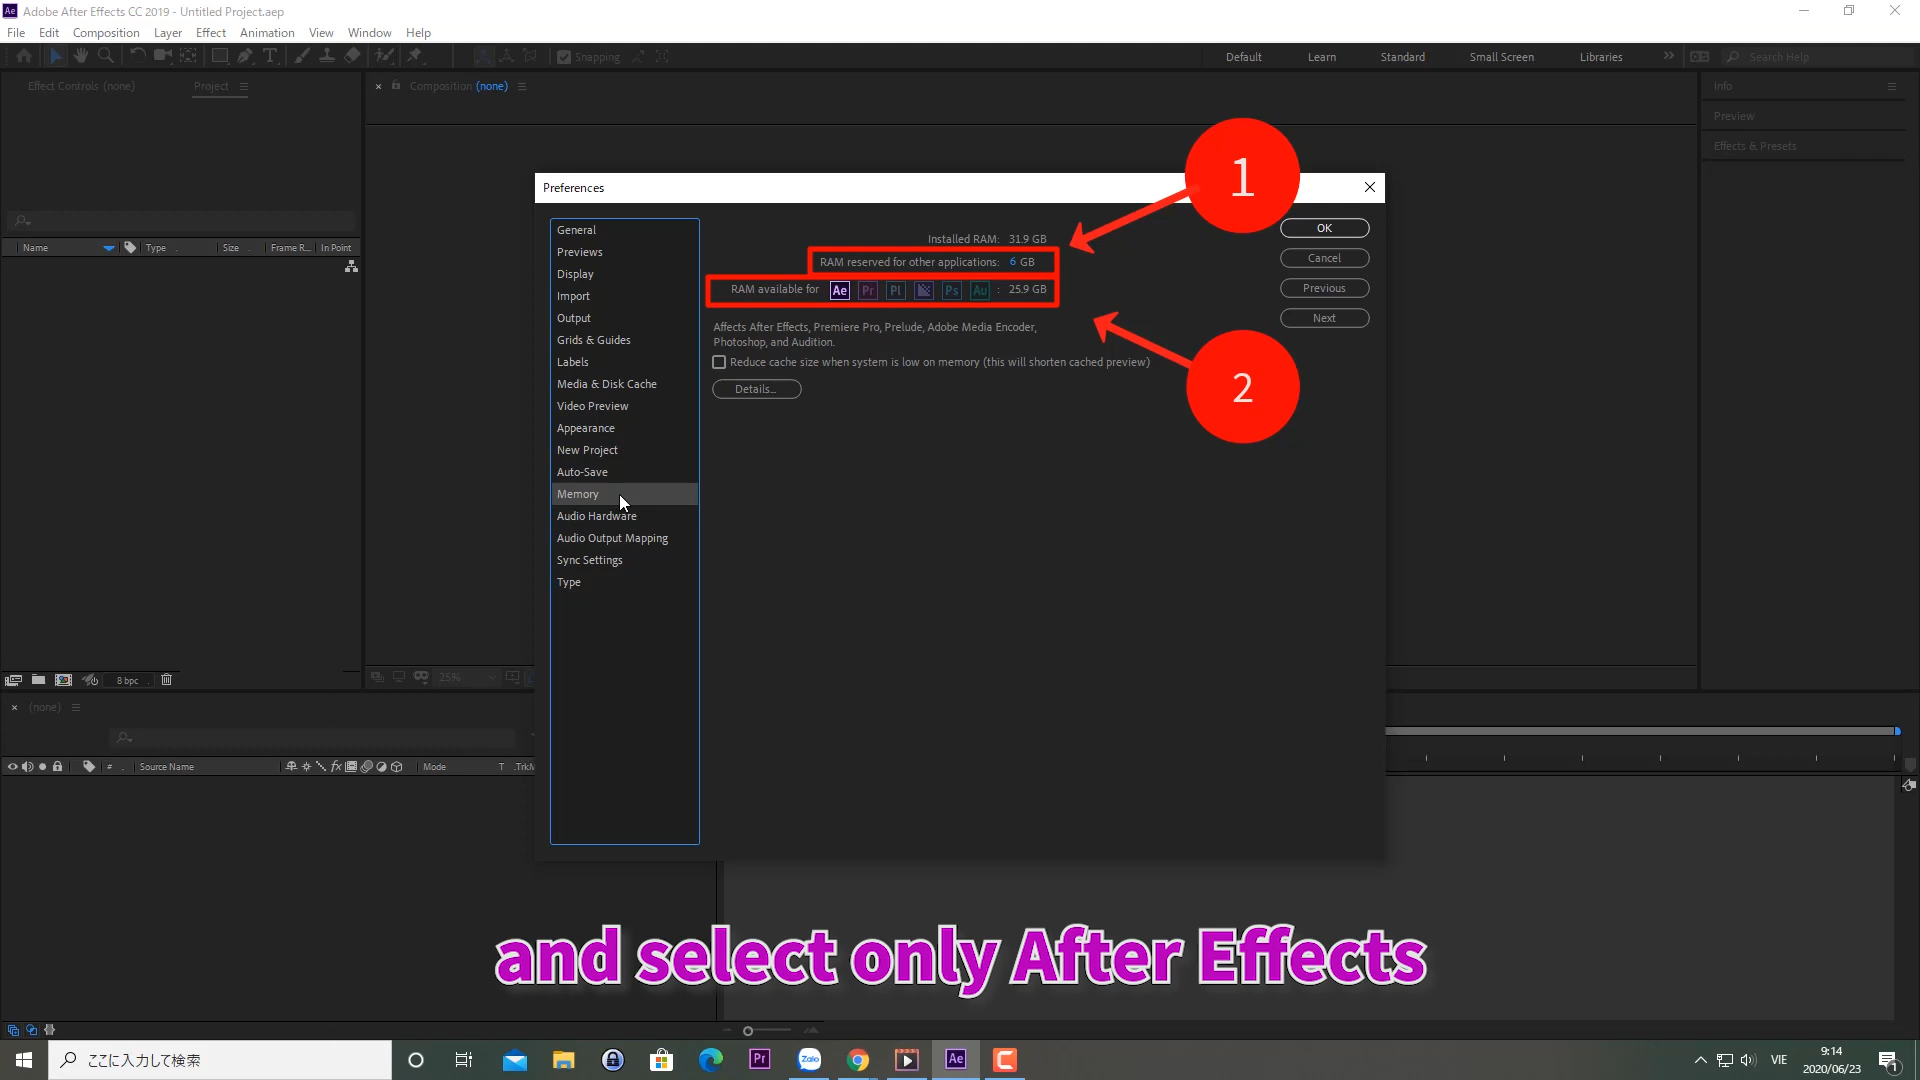 Ae Adobe After Effects CC 2019 - Untitled Project.aep
File Edit Composition Layer Effect Animation View Window Help
Snapping
Default Learn Standard Small Screen Libraries Search Help
Effect Controls (none) Project
Composition (none)
Info
Preview
Effects & Presets
Name Type Size Frame R... In Point
8 bpc
25%
Preferences
General
Previews
Display
Import
Output
Grids & Guides
Labels
Media & Disk Cache
Video Preview
Appearance
New Project
Auto-Save
Memory
Audio Hardware
Audio Output Mapping
Sync Settings
Type
Installed RAM: 31.9 GB
RAM reserved for other applications: 6 GB
RAM available for Ae Pr Pl Ps Au : 25.9 GB
Affects After Effects, Premiere Pro, Prelude, Adobe Media Encoder,
Photoshop, and Audition.
Reduce cache size when system is low on memory (this will shorten cached preview)
Details...
OK
Cancel
Previous
Next
1
2
(none)
# Source Name fx Mode T .TrkM
and select only After Effects
ここに入力して検索
Pr Zalo Ae
VIE
9:14
2020/06/23
1